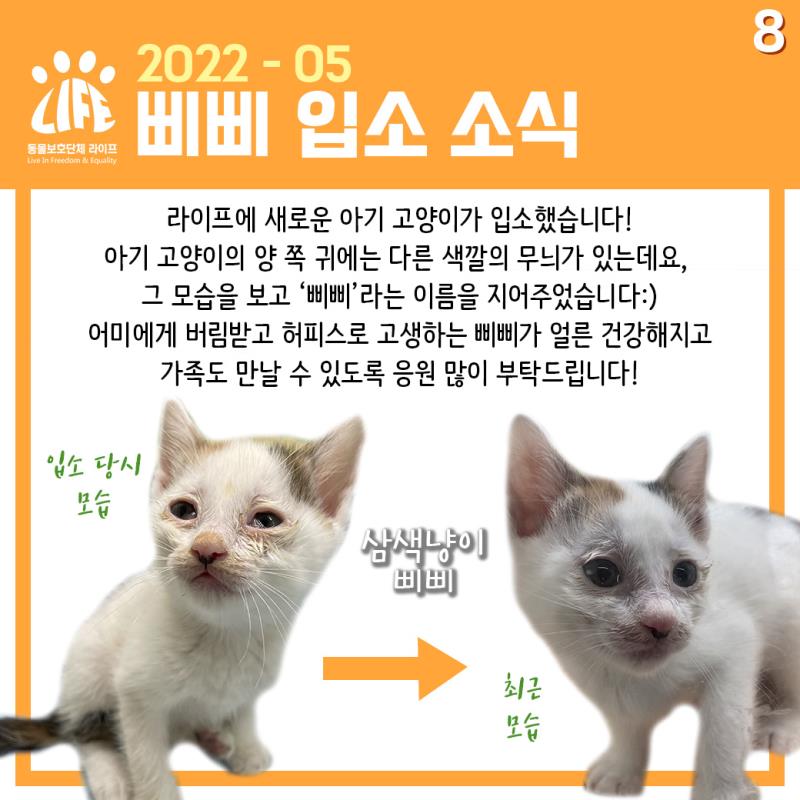 8
2022 - 05
삐삐 입소 소식
LIFE
동물보호단체 라이프
Live In Freedom & Equality
라이프에 새로운 아기 고양이가 입소했습니다!
아기 고양이의 양 쪽 귀에는 다른 색깔의 무늬가 있는데요,
그 모습을 보고 ‘삐삐’라는 이름을 지어주었습니다:)
어미에게 버림받고 허피스로 고생하는 삐삐가 얼른 건강해지고
가족도 만날 수 있도록 응원 많이 부탁드립니다!
입소 당시
모습
삼색냥이
삐삐
최근
모습